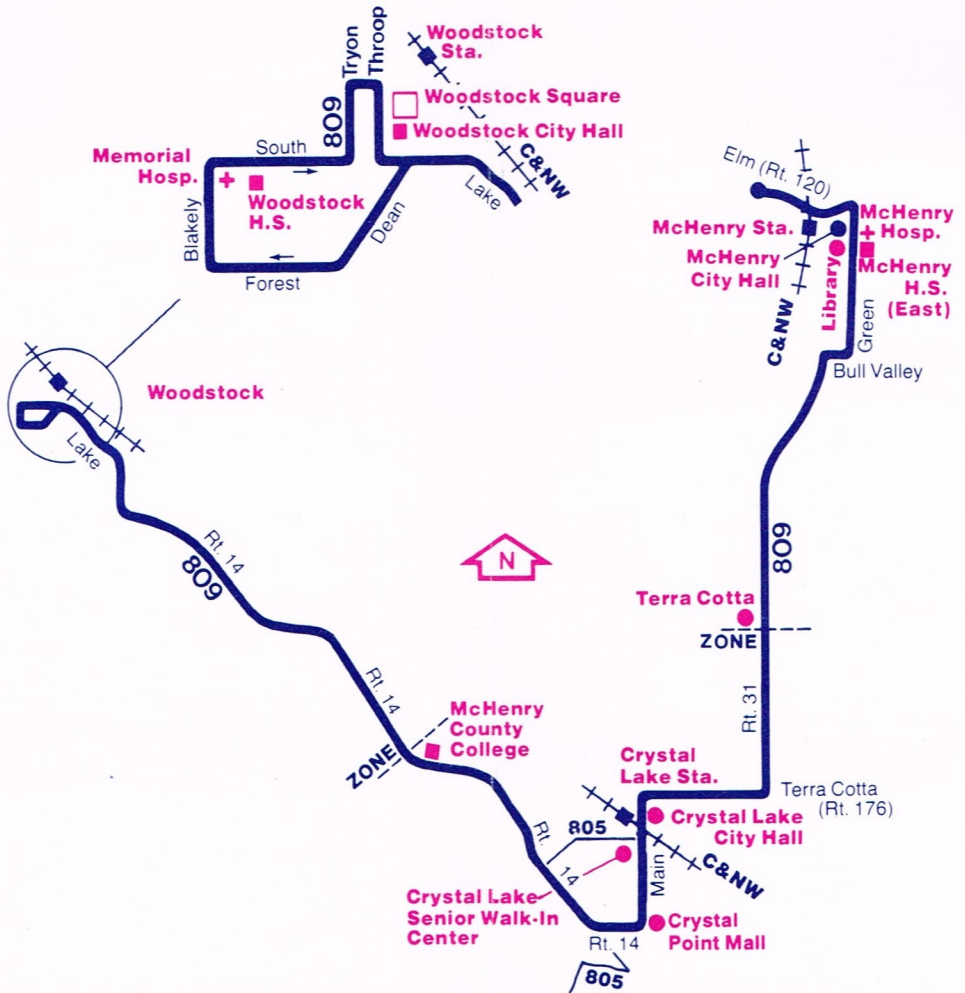 Woodstock
Sta.
Tryon
Throop
809
Woodstock Square
Woodstock City Hall
South
Memorial
Hosp.
Woodstock
H.S.
Blakely
Dean
Forest
Lake
C&NW
Elm (Rt. 120)
McHenry Sta.
McHenry
City Hall
Library
McHenry
Hosp.
McHenry
H.S.
(East)
C&NW
Green
Bull Valley
Woodstock
Lake
Rt. 14
809
N
809
Terra Cotta
ZONE
Rt. 31
Rt. 14
McHenry
County
College
ZONE
Crystal
Lake Sta.
Terra Cotta
(Rt. 176)
Crystal Lake
City Hall
805
Rt.
14
Main
C&NW
Crystal Lake
Senior Walk-In
Center
Crystal
Point Mall
Rt. 14
805